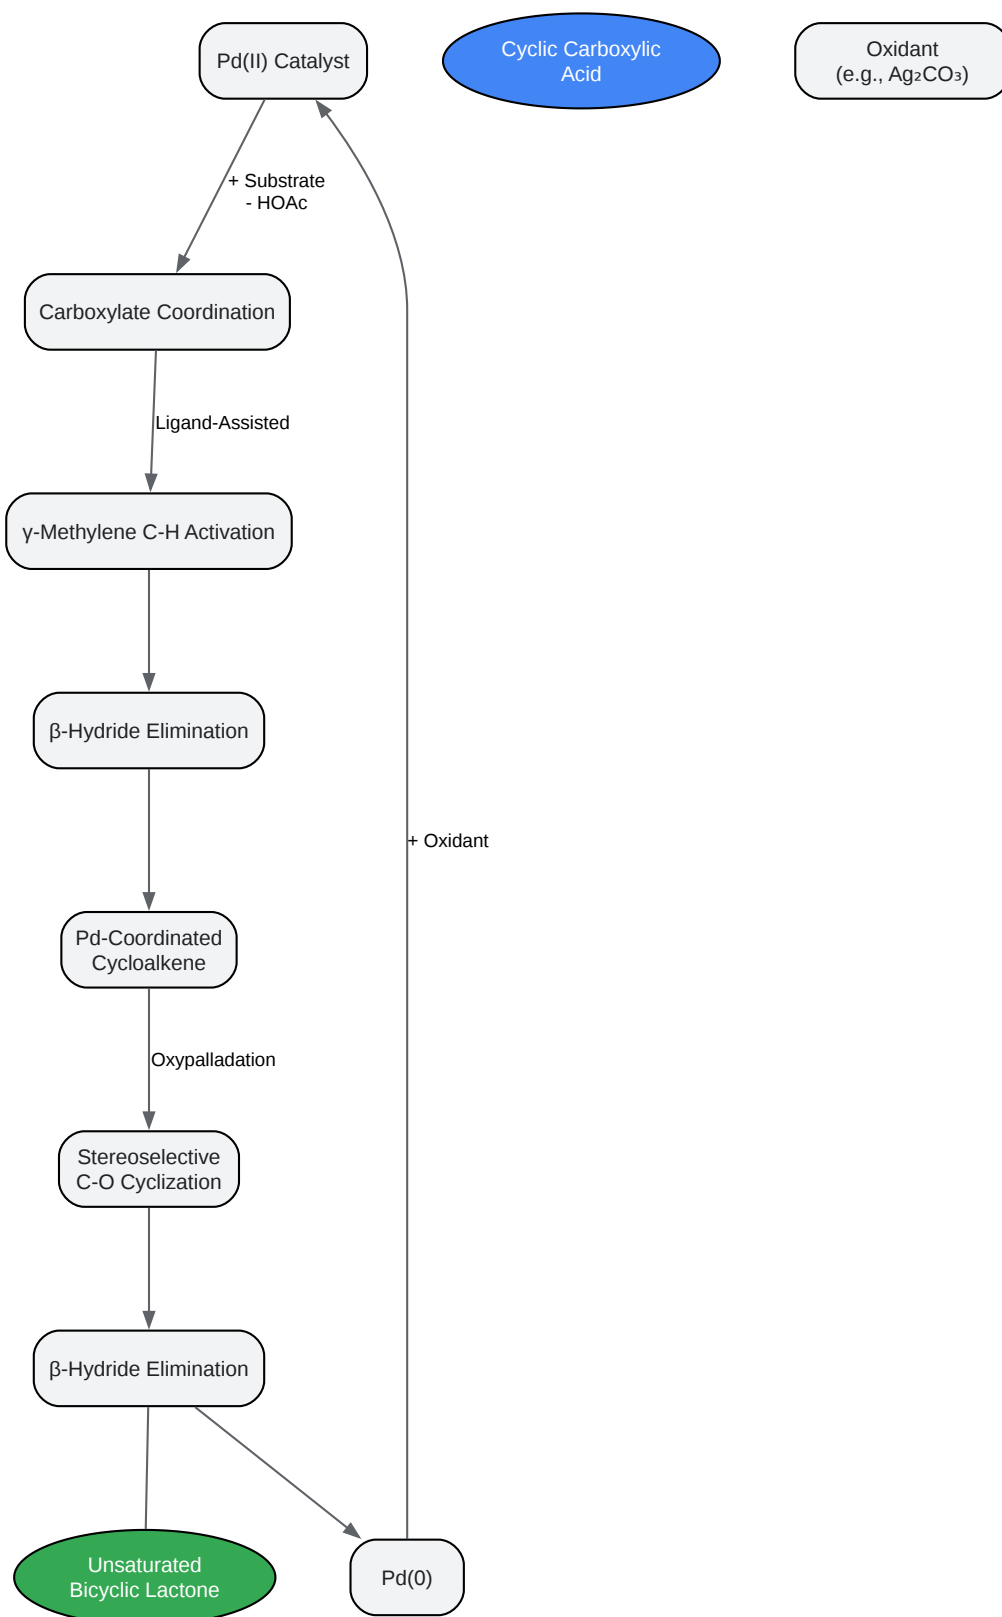 Pd(II) Catalyst
Cyclic Carboxylic
Acid
Oxidant
(e.g., Ag₂CO₃)
+ Substrate
- HOAc
Carboxylate Coordination
Ligand-Assisted
γ-Methylene C-H Activation
β-Hydride Elimination
+ Oxidant
Pd-Coordinated
Cycloalkene
Oxypalladation
Stereoselective
C-O Cyclization
β-Hydride Elimination
Unsaturated
Bicyclic Lactone
Pd(0)